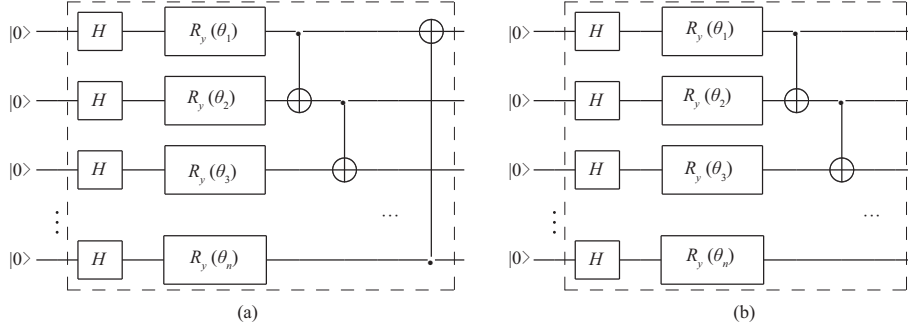 |0⟩ H R_y (θ_1) |0⟩ H R_y (θ_1)
|0⟩ H R_y (θ_2) |0⟩ H R_y (θ_2)
|0⟩ H R_y (θ_3) |0⟩ H R_y (θ_3)
⋮ ... ⋮ ...
|0⟩ H R_y (θ_n) |0⟩ H R_y (θ_n)
(a) (b)